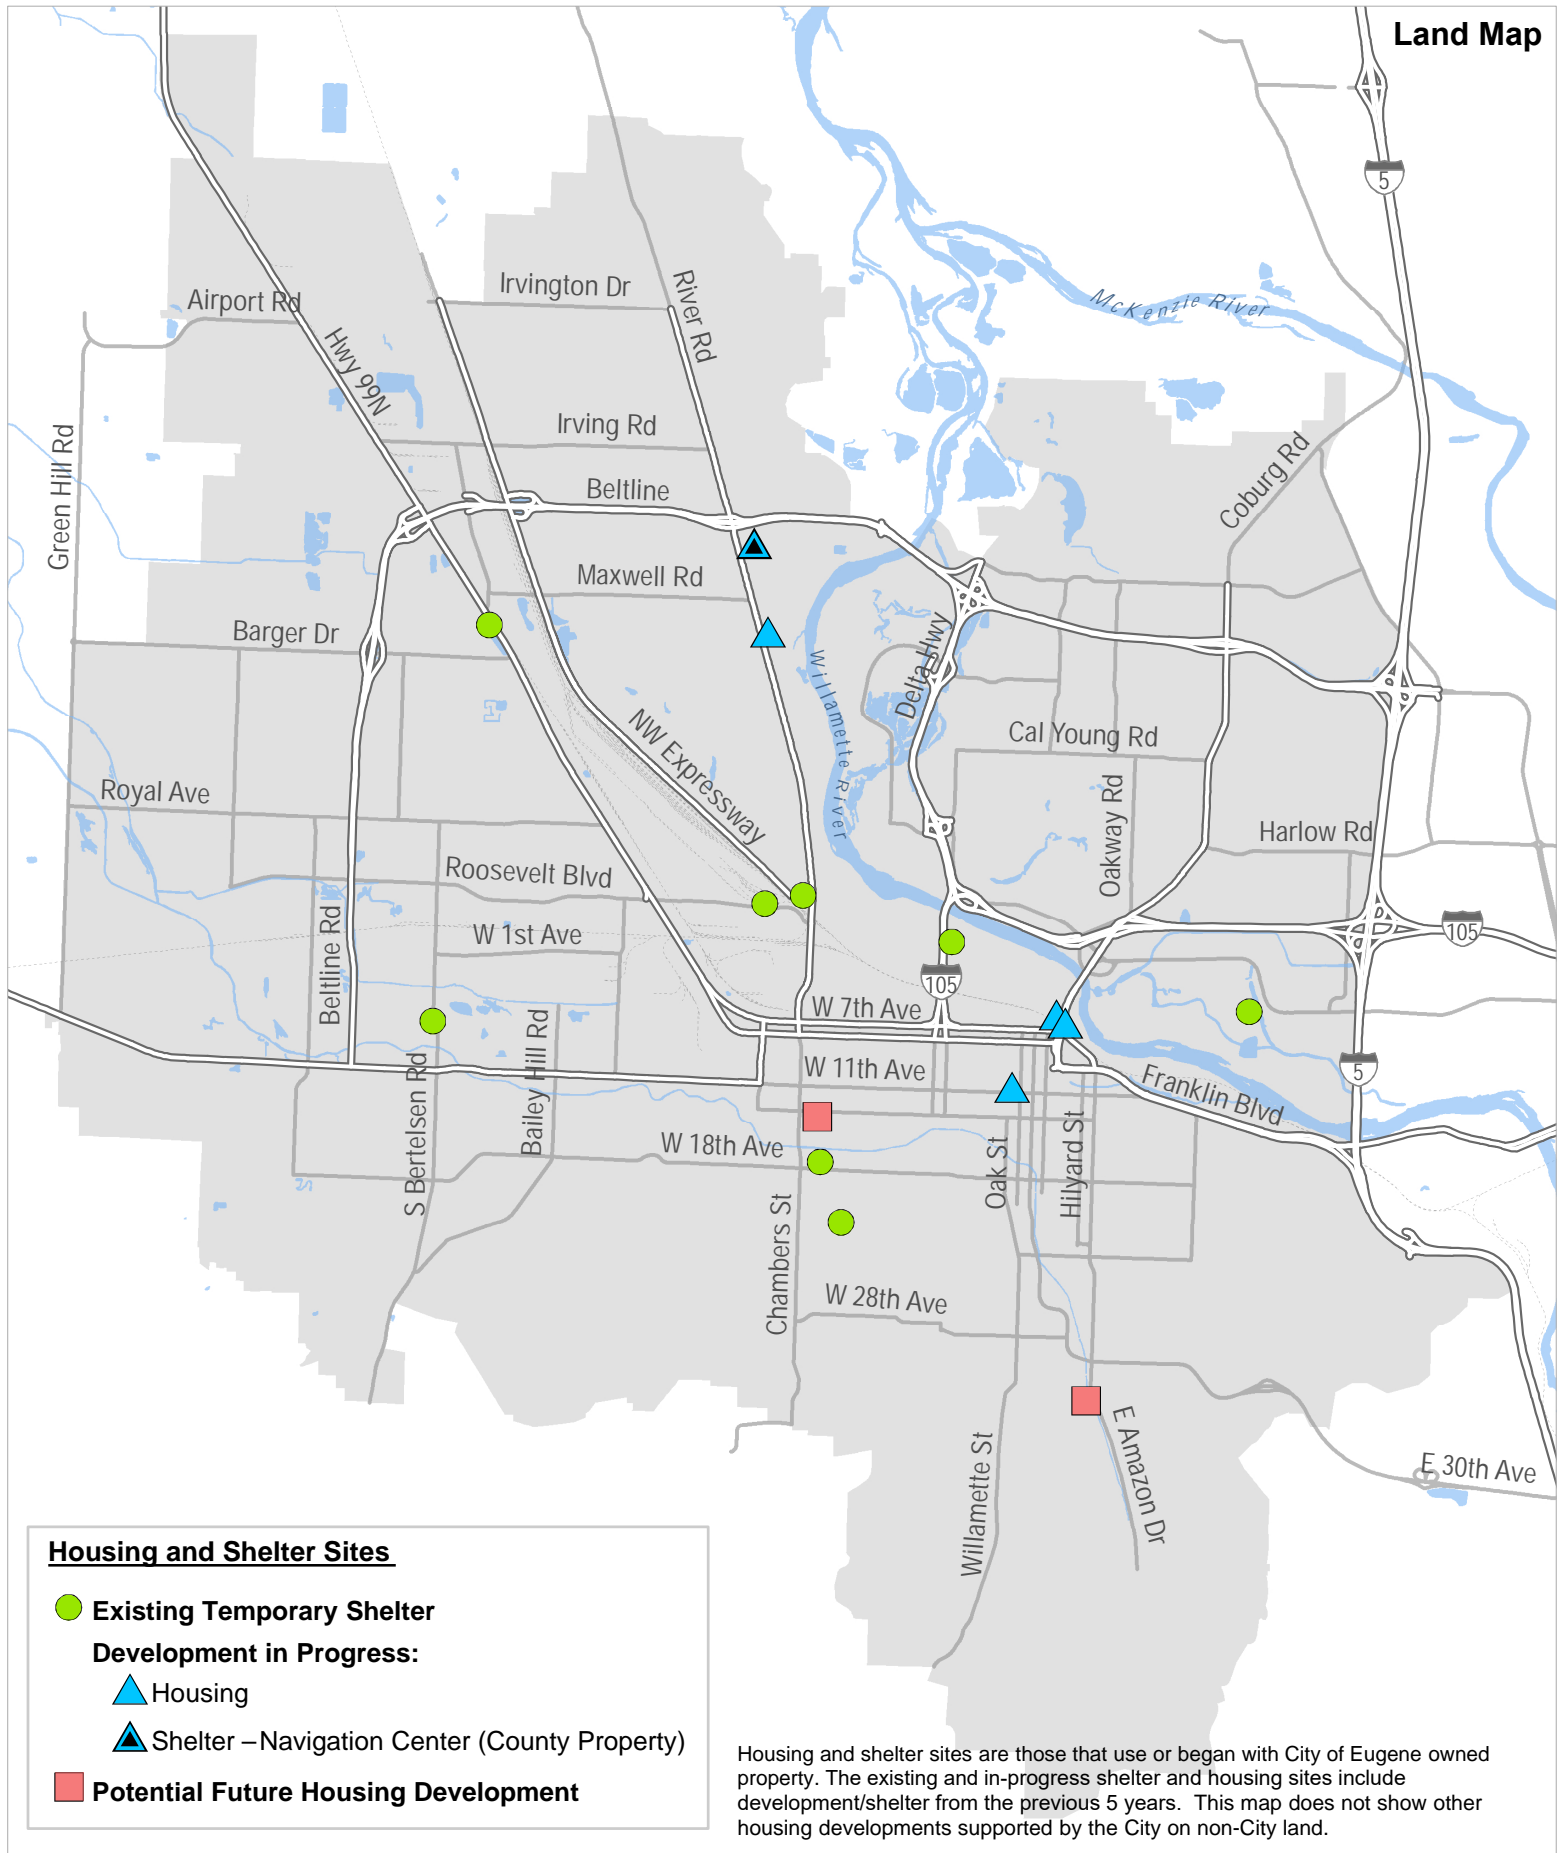 Land Map
5
Irvington Dr
River Rd
Airport Rd
McKenzie River
Hwy 99N
Irving Rd
Green Hill Rd
Coburg Rd
Beltline
Maxwell Rd
Barger Dr
Delta Hwy
Willamette River
NW Expressway
Cal Young Rd
Royal Ave
Oakway Rd
Harlow Rd
Roosevelt Blvd
W 1st Ave
Beltline Rd
105
105
W 7th Ave
Bailey Hill Rd
S Bertelsen Rd
W 11th Ave
5
Franklin Blvd
W 18th Ave
Oak St
Hilyard St
Chambers St
W 28th Ave
E Amazon Dr
Willamette St
E 30th Ave
Housing and Shelter Sites
Existing Temporary Shelter
Development in Progress:
Housing
Shelter – Navigation Center (County Property)
Potential Future Housing Development
Housing and shelter sites are those that use or began with City of Eugene owned
property. The existing and in-progress shelter and housing sites include
development/shelter from the previous 5 years. This map does not show other
housing developments supported by the City on non-City land.